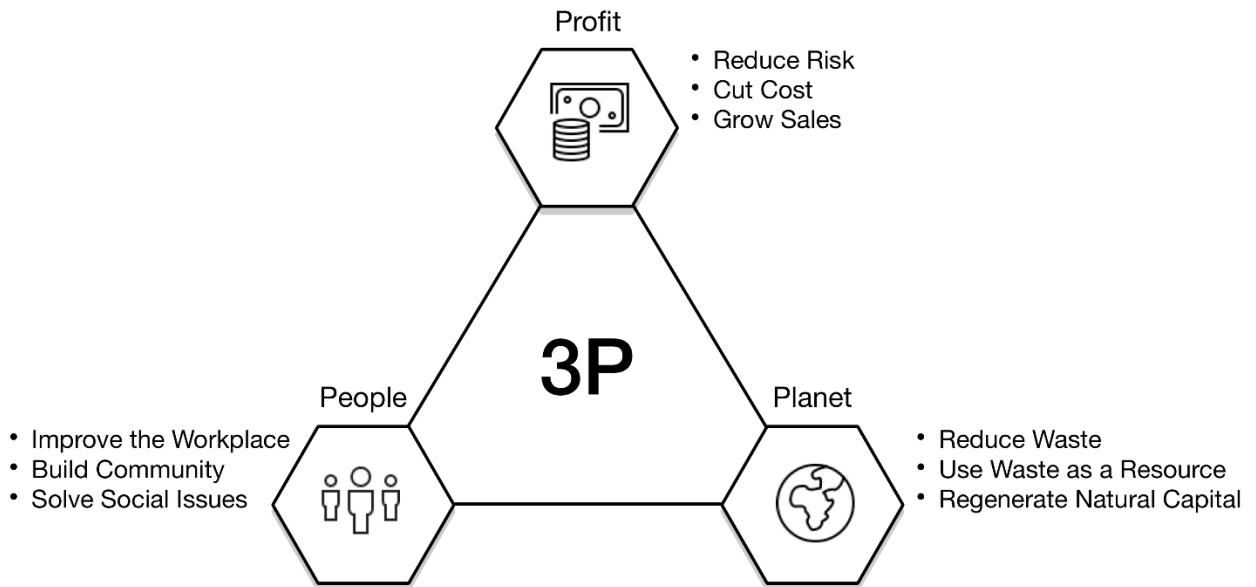 Profit
• Reduce Risk
• Cut Cost
• Grow Sales
3P
People
• Improve the Workplace
• Build Community
• Solve Social Issues
Planet
• Reduce Waste
• Use Waste as a Resource
• Regenerate Natural Capital